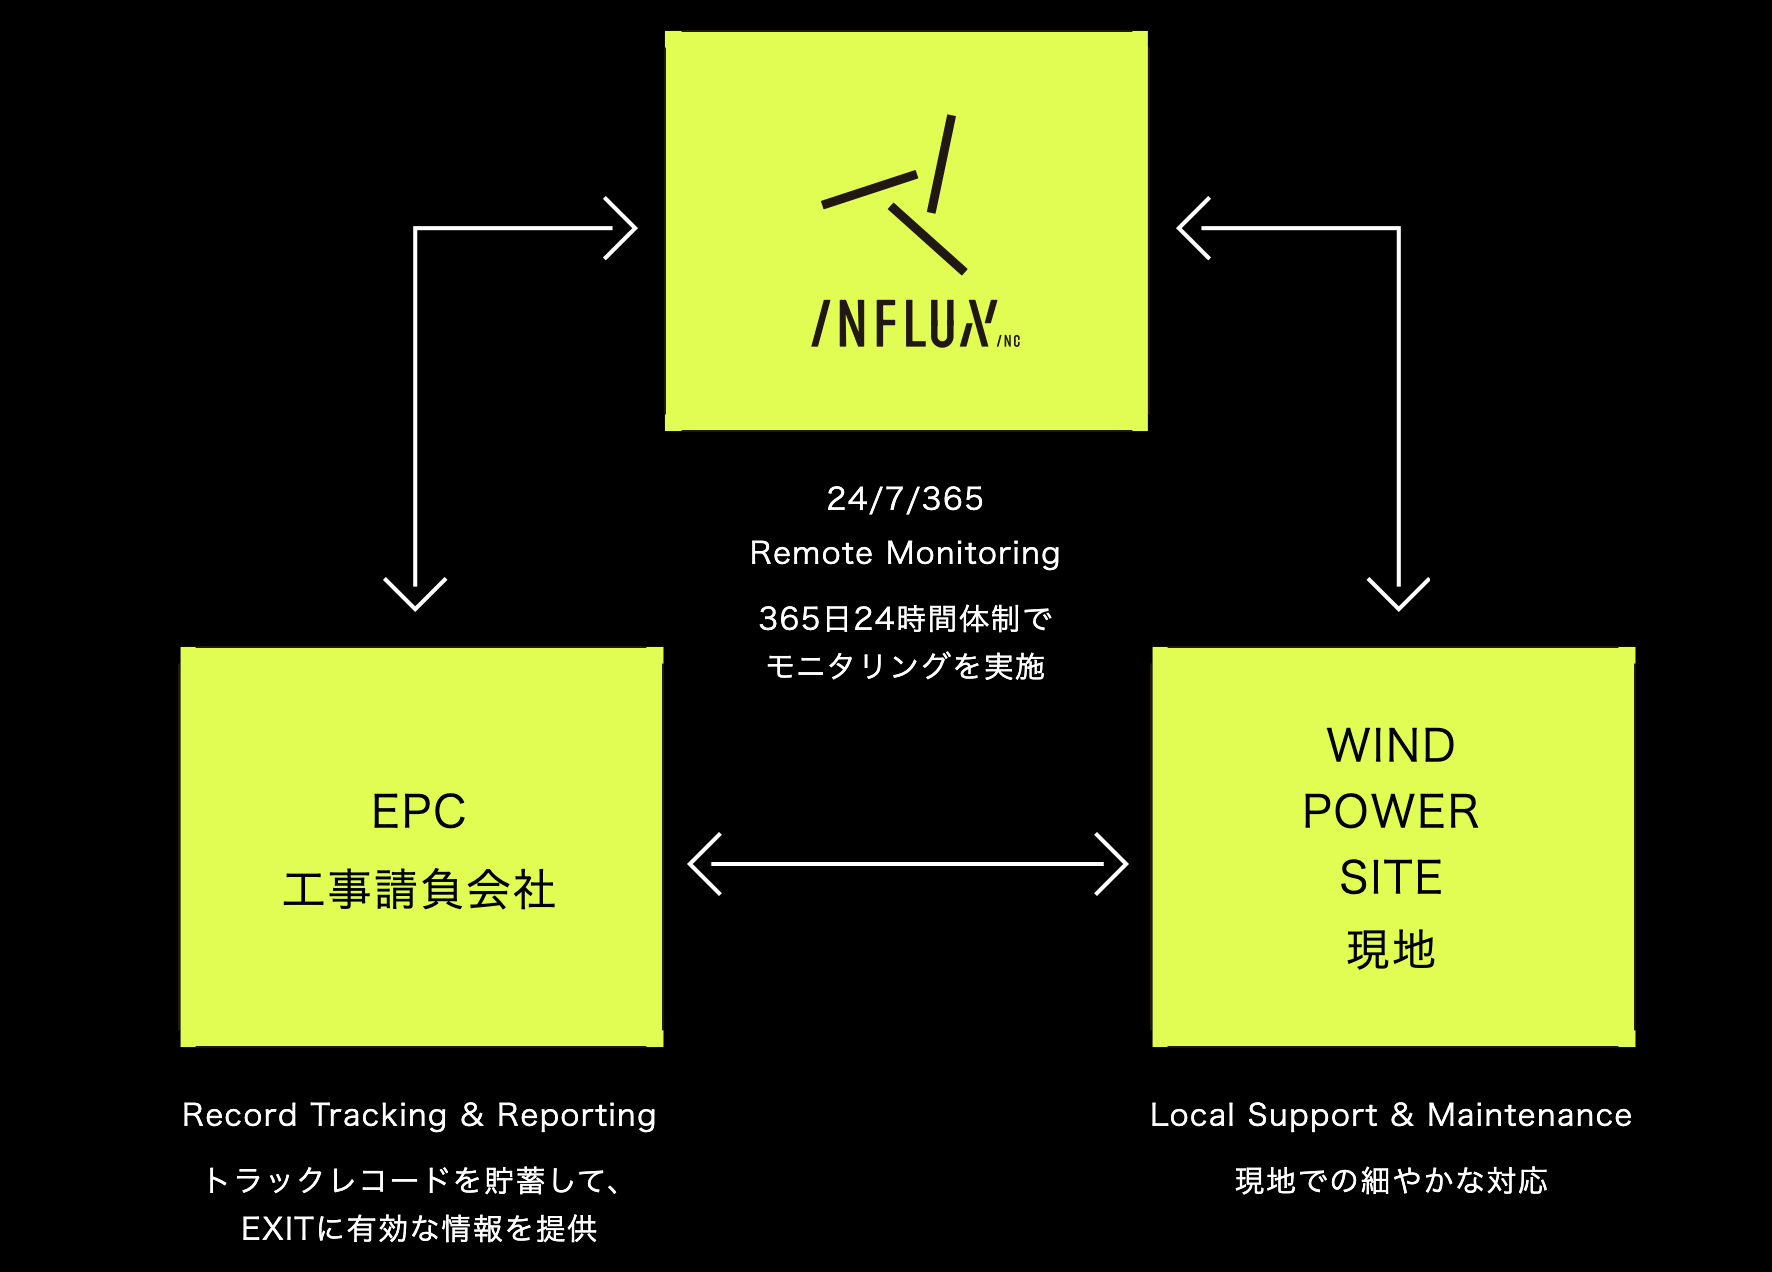 INFLUX INC
24/7/365
Remote Monitoring
365日24時間体制で
モニタリングを実施
EPC
工事請負会社
WIND
POWER
SITE
現地
Record Tracking & Reporting
トラックレコードを貯蓄して、
EXITに有効な情報を提供
Local Support & Maintenance
現地での細やかな対応